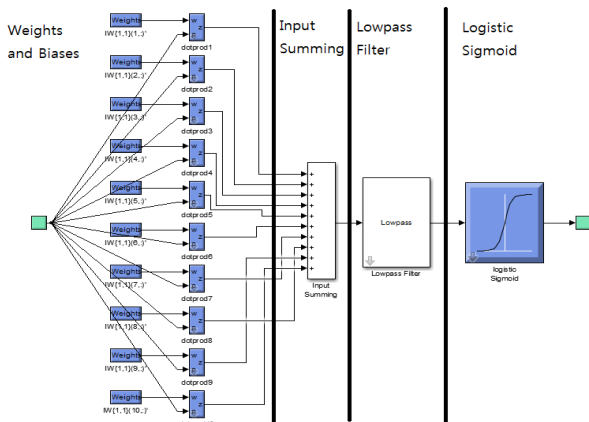 Weights
and Biases
Input
Summing
Lowpass
Filter
Logistic
Sigmoid
Weights
IW{1,1}(1,:)'
w
z
p
dotprod1
Weights
IW{1,1}(2,:)'
w
z
p
dotprod2
Weights
IW{1,1}(3,:)'
w
z
p
dotprod3
Weights
IW{1,1}(4,:)'
w
z
p
dotprod4
Weights
IW{1,1}(5,:)'
w
z
p
dotprod5
Weights
IW{1,1}(6,:)'
w
z
p
dotprod6
Weights
IW{1,1}(7,:)'
w
z
p
dotprod7
Weights
IW{1,1}(8,:)'
w
z
p
dotprod8
Weights
IW{1,1}(9,:)'
w
z
p
dotprod9
Weights
IW{1,1}(10,:)'
w
z
p
+
+
+
+
+
+
+
+
+
+
Input
Summing
Lowpass
Lowpass Filter
logistic
Sigmoid